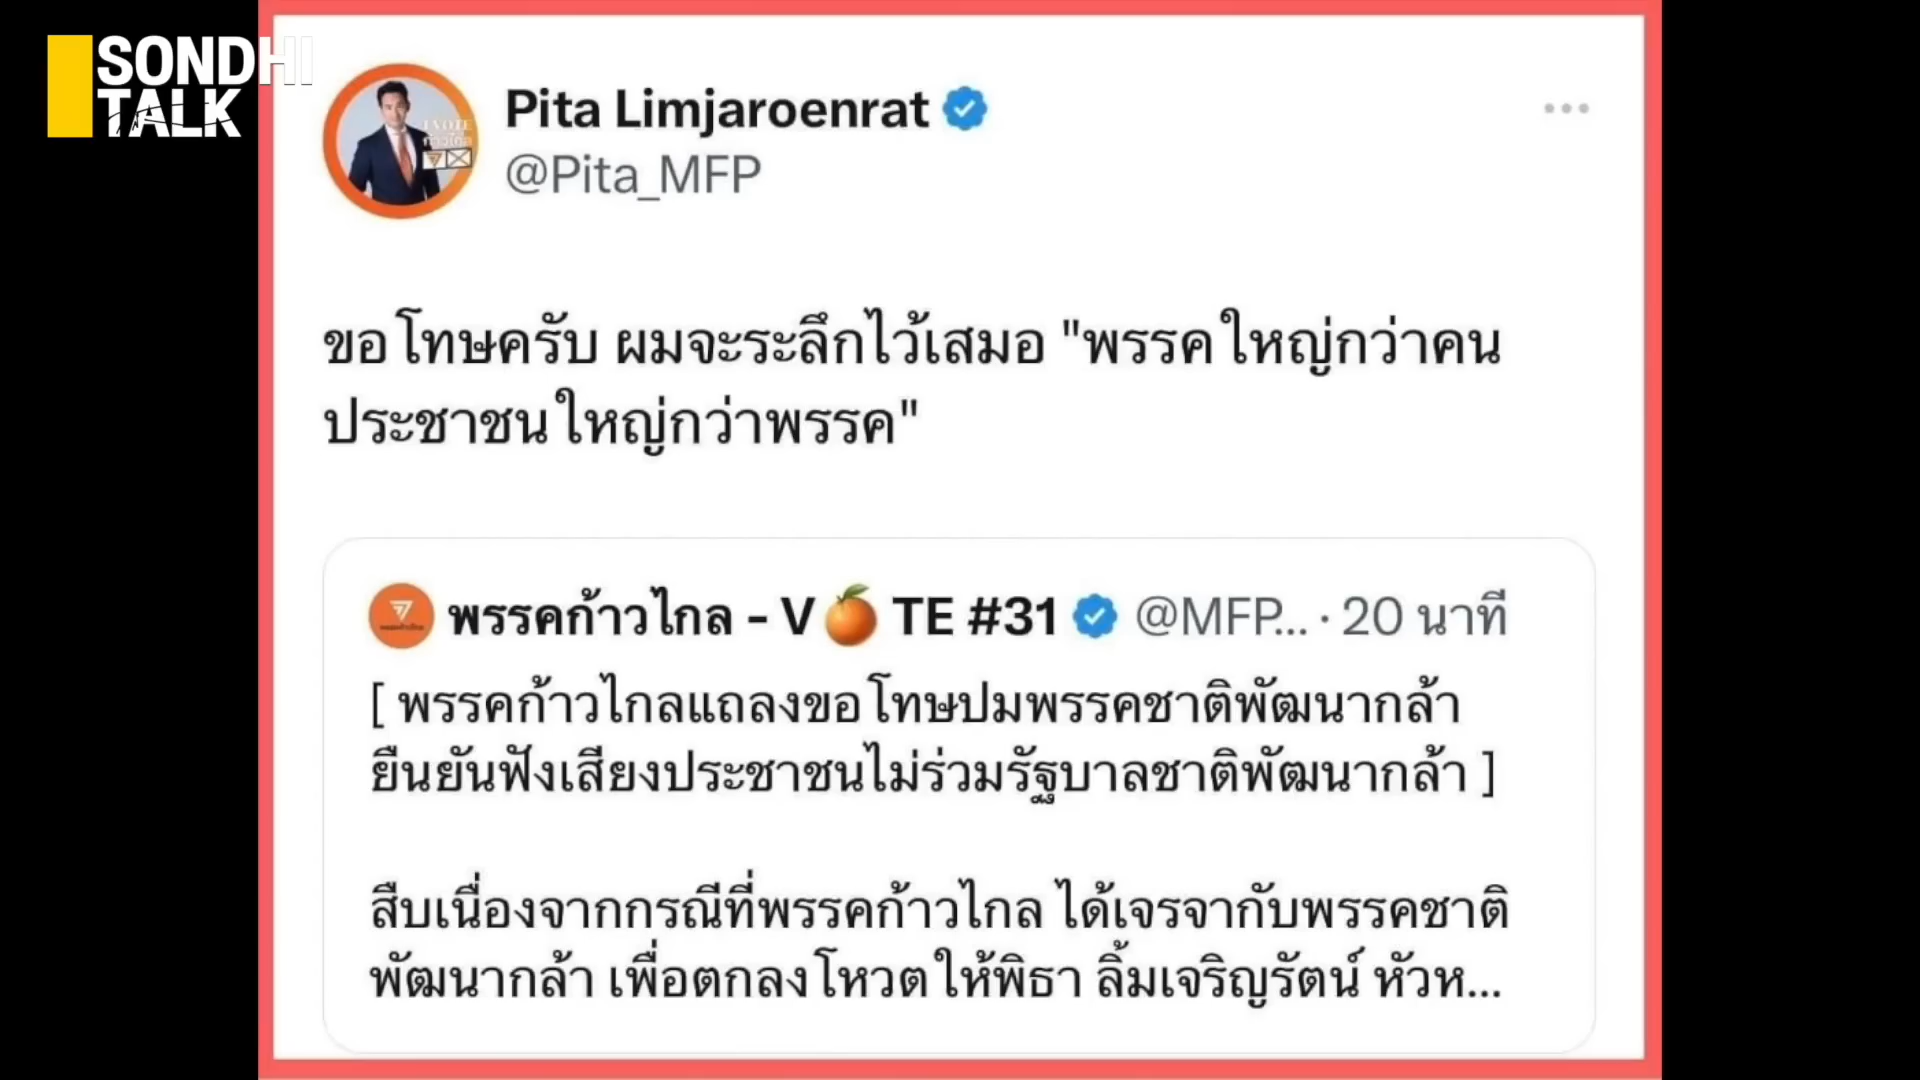 SONDHI
TALK
Pita Limjaroenrat
@Pita_MFP
I VOTE
ก้าวไกล
ขอโทษครับ ผมจะระลึกไว้เสมอ "พรรคใหญ่กว่าคน
ประชาชนใหญ่กว่าพรรค"
พรรคก้าวไกล - V🍊TE #31 @MFP... · 20 นาที
[ พรรคก้าวไกลแถลงขอโทษปมพรรคชาติพัฒนากล้า
ยืนยันฟังเสียงประชาชนไม่ร่วมรัฐบาลชาติพัฒนากล้า ]
สืบเนื่องจากกรณีที่พรรคก้าวไกล ได้เจรจากับพรรคชาติ
พัฒนากล้า เพื่อตกลงโหวตให้พิธา ลิ้มเจริญรัตน์ หัวห...